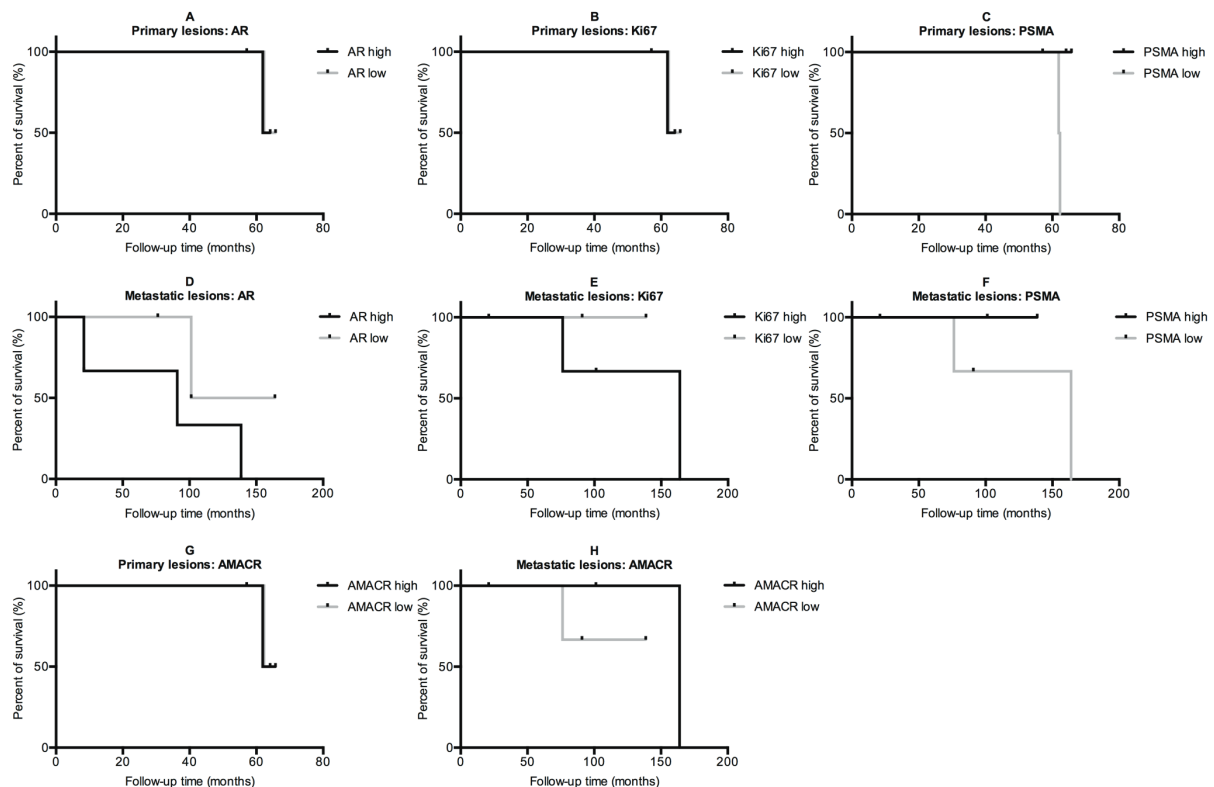 A
Primary lesions: AR
Percent of survival (%)
100
50
0
0 20 40 60 80
Follow-up time (months)
AR high
AR low
B
Primary lesions: Ki67
Percent of survival (%)
100
50
0
0 20 40 60 80
Follow-up time (months)
Ki67 high
Ki67 low
C
Primary lesions: PSMA
Percent of survival (%)
100
50
0
0 20 40 60 80
Follow-up time (months)
PSMA high
PSMA low
D
Metastatic lesions: AR
Percent of survival (%)
100
50
0
0 50 100 150 200
Follow-up time (months)
AR high
AR low
E
Metastatic lesions: Ki67
Percent of survival (%)
100
50
0
0 50 100 150 200
Follow-up time (months)
Ki67 high
Ki67 low
F
Metastatic lesions: PSMA
Percent of survival (%)
100
50
0
0 50 100 150 200
Follow-up time (months)
PSMA high
PSMA low
G
Primary lesions: AMACR
Percent of survival (%)
100
50
0
0 20 40 60 80
Follow-up time (months)
AMACR high
AMACR low
H
Metastatic lesions: AMACR
Percent of survival (%)
100
50
0
0 50 100 150 200
Follow-up time (months)
AMACR high
AMACR low